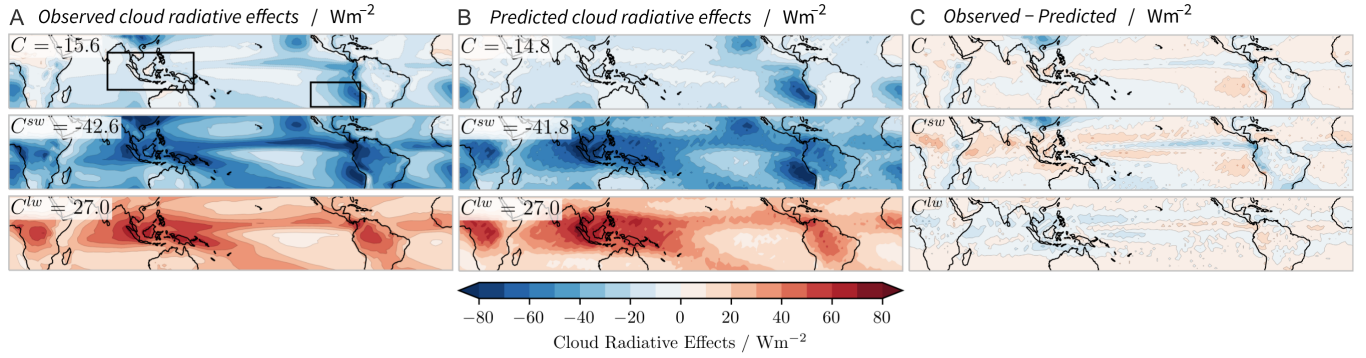 A Observed cloud radiative effects / Wm⁻²
B Predicted cloud radiative effects / Wm⁻²
C Observed – Predicted / Wm⁻²
C = -15.6
C = -14.8
C
Cˢʷ = -42.6
Cˢʷ = -41.8
Cˢʷ
Cˡʷ = 27.0
Cˡʷ = 27.0
Cˡʷ
−80 −60 −40 −20 0 20 40 60 80
Cloud Radiative Effects / Wm⁻²